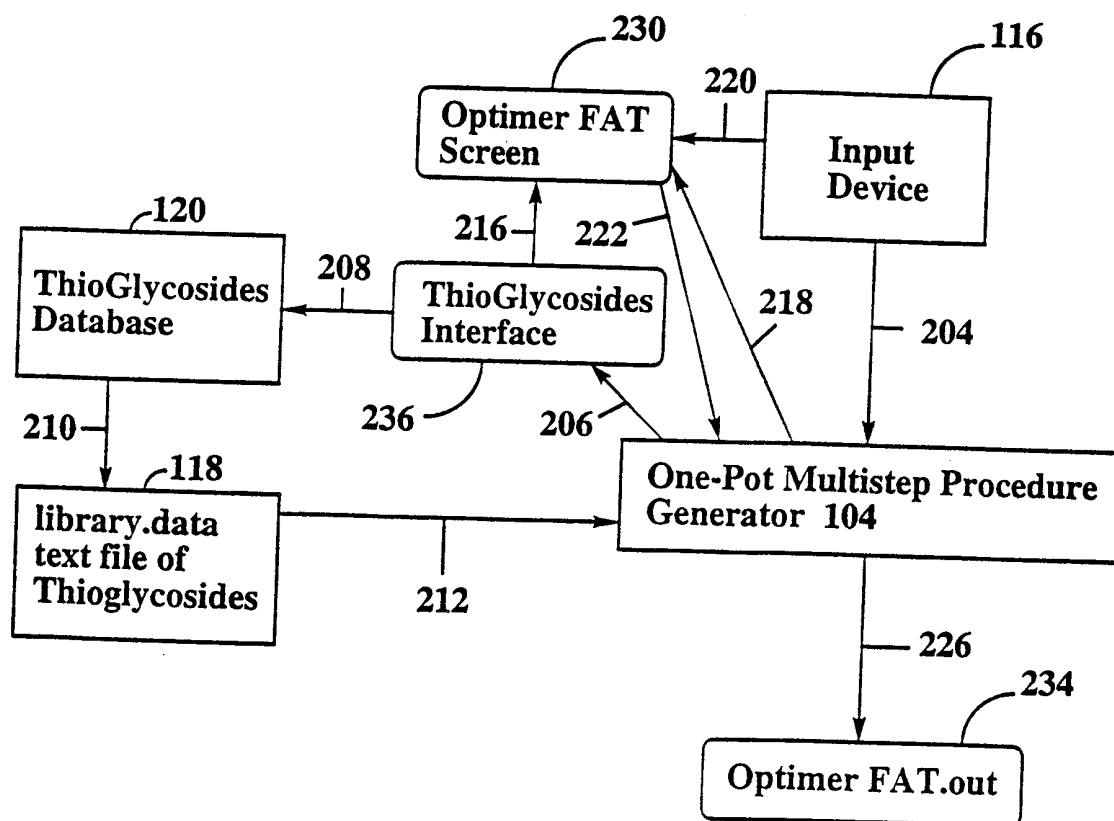 230
116
220
Optimer FAT
Screen
Input
Device
120
216
222
208
ThioGlycosides
Database
ThioGlycosides
Interface
218
204
210
236
206
118
One-Pot Multistep Procedure
Generator 104
library.data
text file of
Thioglycosides
212
226
234
Optimer FAT.out